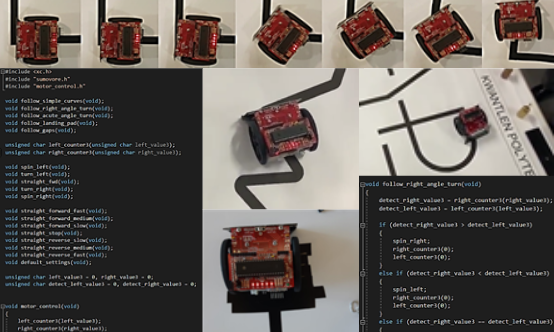 #include <xc.h>
#include "sumovore.h"
#include "motor_control.h"
void follow_simple_curves(void);
void follow_right_angle_turn(void);
void follow_acute_angle_turn(void);
void follow_landing_pad(void);
void follow_gaps(void);
unsigned char left_counter3(unsigned char left_value3);
unsigned char right_counter3(unsigned char right_value3);
void spin_left(void);
void turn_left(void);
void straight_fwd(void);
void turn_right(void);
void spin_right(void);
void straight_forward_fast(void);
void straight_forward_medium(void);
void straight_forward_slow(void);
void straight_stop(void);
void straight_reverse_slow(void);
void straight_reverse_medium(void);
void straight_reverse_fast(void);
void default_settings(void);
unsigned char left_value3 = 0, right_value3 = 0;
unsigned char detect_left_value3 = 0, detect_right_value3 = 0;
void motor_control(void)
{
left_counter3(left_value3);
right_counter3(right_value3);
KWANTLEN POLYTE
void follow_right_angle_turn(void)
{
detect_right_value3 = right_counter3(right_value3);
detect_left_value3 = left_counter3(left_value3);
if (detect_right_value3 > detect_left_value3)
{
spin_right;
right_counter3(0);
left_counter3(0);
}
else if (detect_right_value3 < detect_left_value3)
{
spin_left;
right_counter3(0);
left_counter3(0);
}
else if (detect_right_value3 == detect_left_value3)